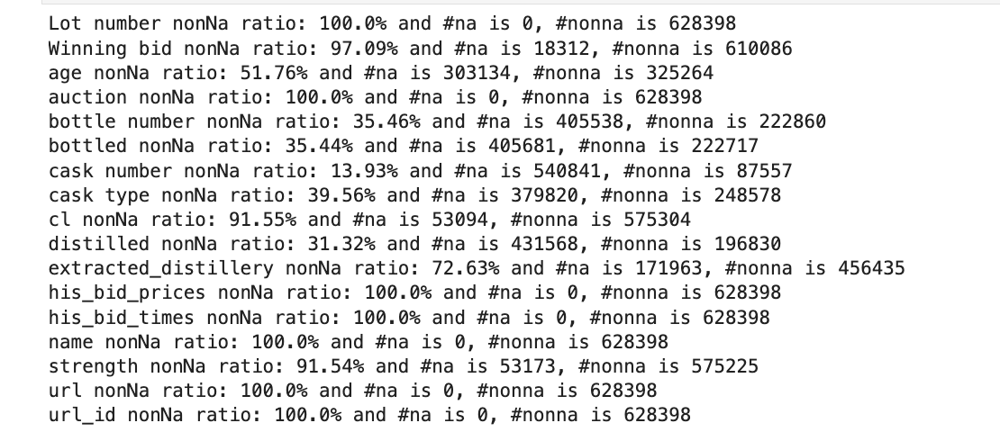 Lot number nonNa ratio: 100.0% and #na is 0, #nonna is 628398
Winning bid nonNa ratio: 97.09% and #na is 18312, #nonna is 610086
age nonNa ratio: 51.76% and #na is 303134, #nonna is 325264
auction nonNa ratio: 100.0% and #na is 0, #nonna is 628398
bottle number nonNa ratio: 35.46% and #na is 405538, #nonna is 222860
bottled nonNa ratio: 35.44% and #na is 405681, #nonna is 222717
cask number nonNa ratio: 13.93% and #na is 540841, #nonna is 87557
cask type nonNa ratio: 39.56% and #na is 379820, #nonna is 248578
cl nonNa ratio: 91.55% and #na is 53094, #nonna is 575304
distilled nonNa ratio: 31.32% and #na is 431568, #nonna is 196830
extracted_distillery nonNa ratio: 72.63% and #na is 171963, #nonna is 456435
his_bid_prices nonNa ratio: 100.0% and #na is 0, #nonna is 628398
his_bid_times nonNa ratio: 100.0% and #na is 0, #nonna is 628398
name nonNa ratio: 100.0% and #na is 0, #nonna is 628398
strength nonNa ratio: 91.54% and #na is 53173, #nonna is 575225
url nonNa ratio: 100.0% and #na is 0, #nonna is 628398
url_id nonNa ratio: 100.0% and #na is 0, #nonna is 628398